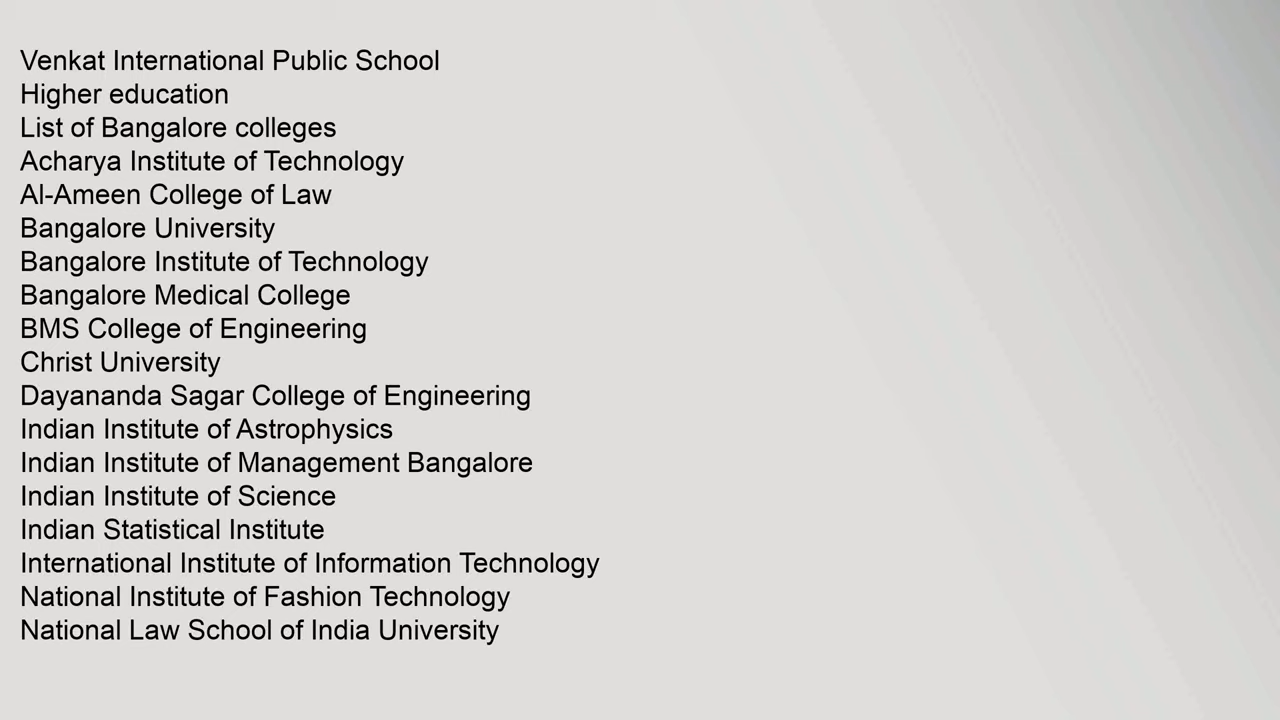 Venkat International Public School
Higher education
List of Bangalore colleges
Acharya Institute of Technology
Al-Ameen College of Law
Bangalore University
Bangalore Institute of Technology
Bangalore Medical College
BMS College of Engineering
Christ University
Dayananda Sagar College of Engineering
Indian Institute of Astrophysics
Indian Institute of Management Bangalore
Indian Institute of Science
Indian Statistical Institute
International Institute of Information Technology
National Institute of Fashion Technology
National Law School of India University